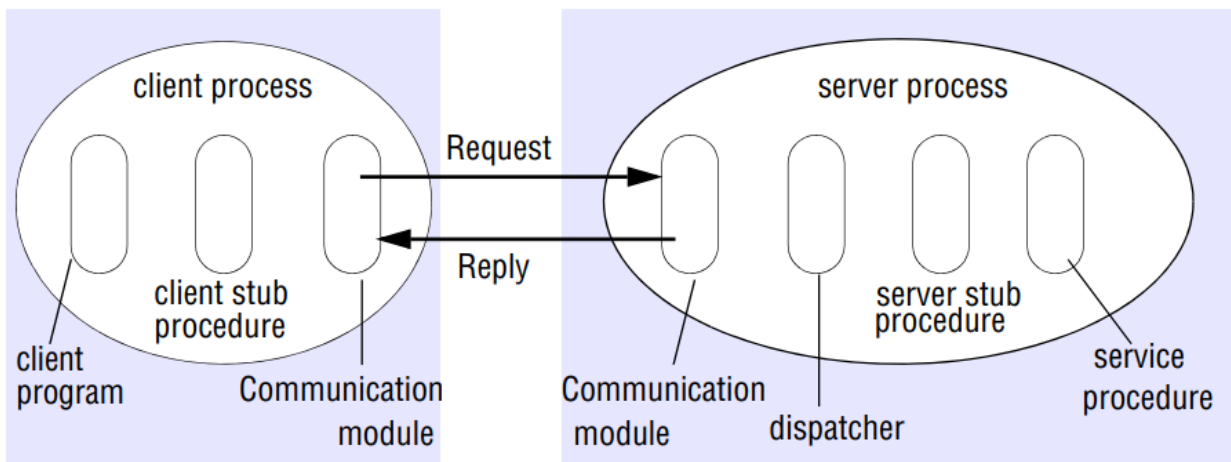 client process
server process
Request
Reply
client stub
procedure
server stub
procedure
client
program
Communication
module
Communication
module
dispatcher
service
procedure